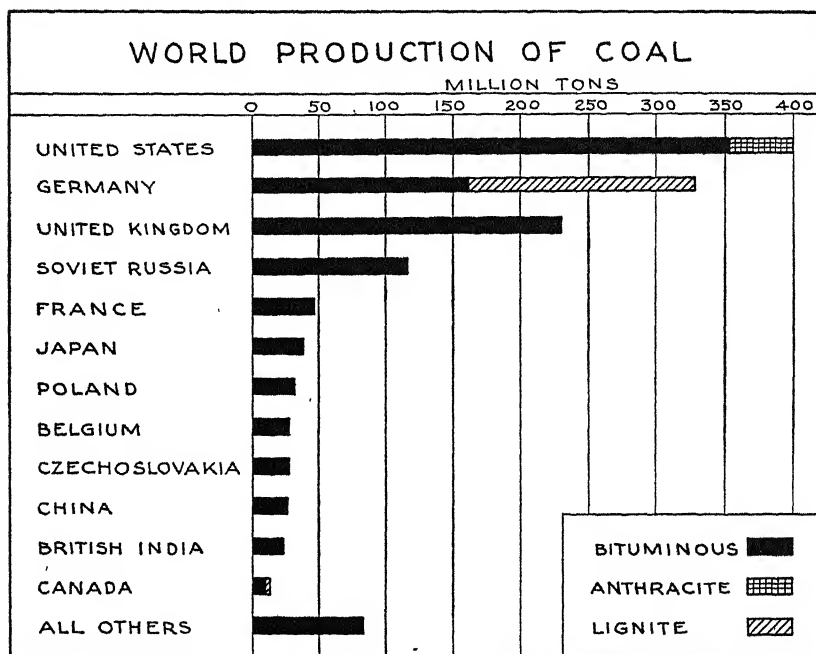 WORLD PRODUCTION OF COAL
MILLION TONS
0 50 100 150 200 250 300 350 400
UNITED STATES
GERMANY
UNITED KINGDOM
SOVIET RUSSIA
FRANCE
JAPAN
POLAND
BELGIUM
CZECHOSLOVAKIA
CHINA
BRITISH INDIA
CANADA
ALL OTHERS
BITUMINOUS
ANTHRACITE
LIGNITE